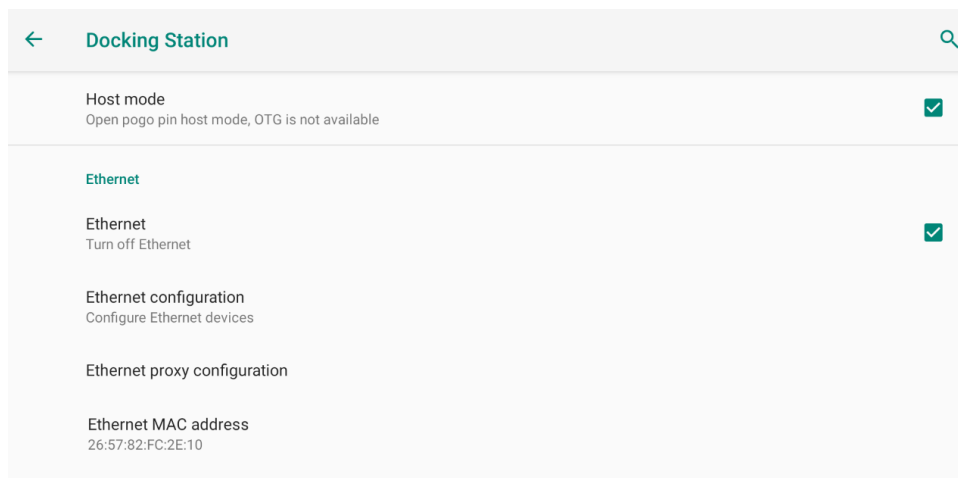 Docking Station
Host mode
Open pogo pin host mode, OTG is not available
Ethernet
Ethernet
Turn off Ethernet
Ethernet configuration
Configure Ethernet devices
Ethernet proxy configuration
Ethernet MAC address
26:57:82:FC:2E:10